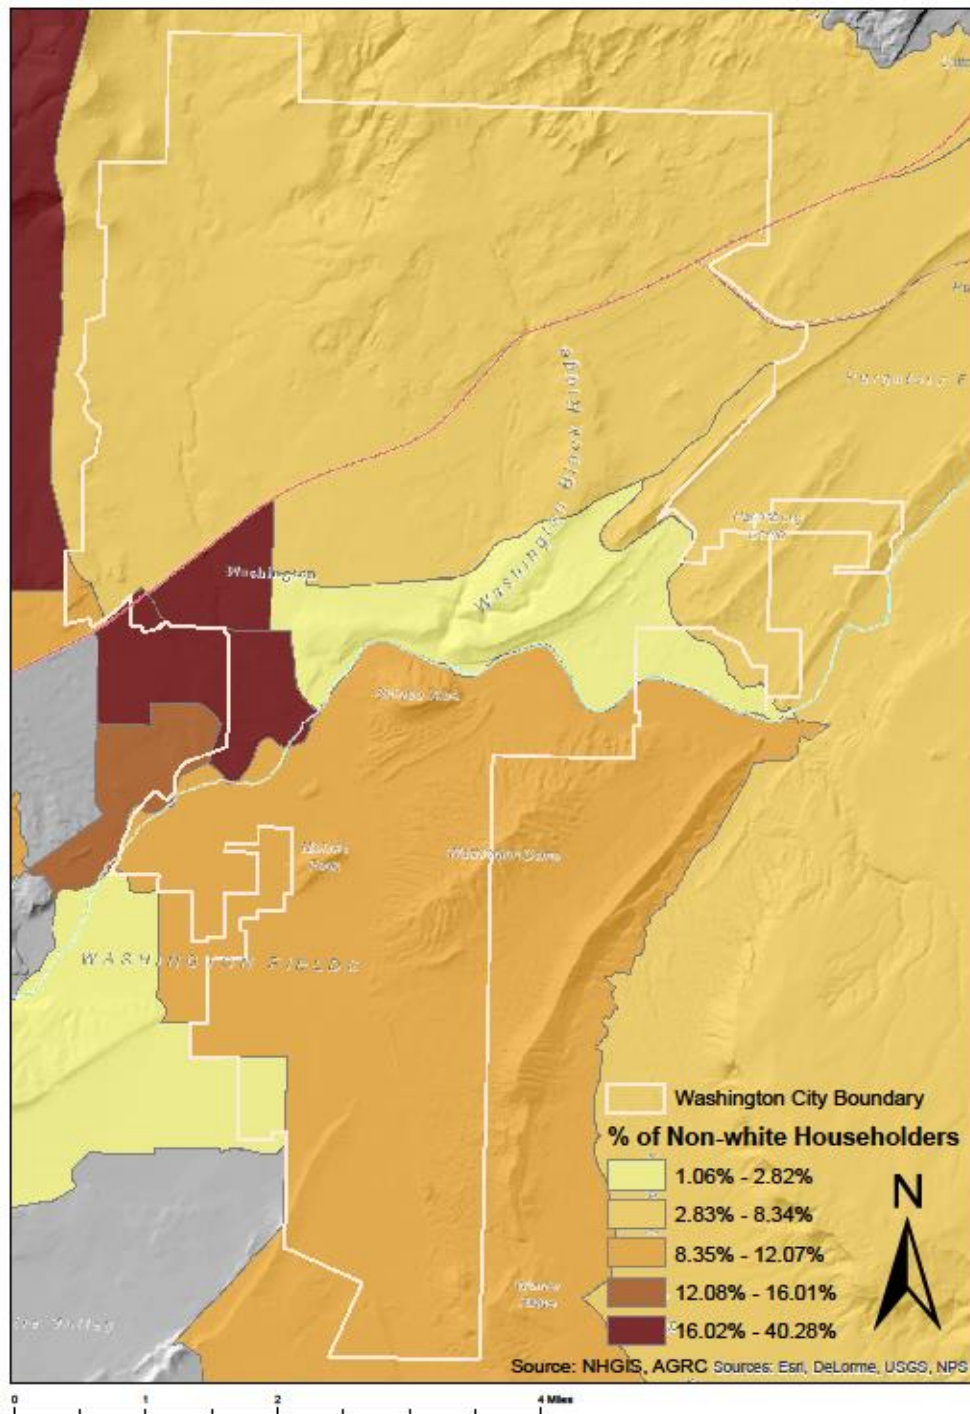 Washington Black Ridge
Washington
Washington Dome
WASHINGTON FIELDS
Washington City Boundary
% of Non-white Householders
1.06% - 2.82%
2.83% - 8.34%
8.35% - 12.07%
12.08% - 16.01%
16.02% - 40.28%
N
Source: NHGIS, AGRC Sources: Esri, DeLorme, USGS, NPS
0 1 2 4 Miles